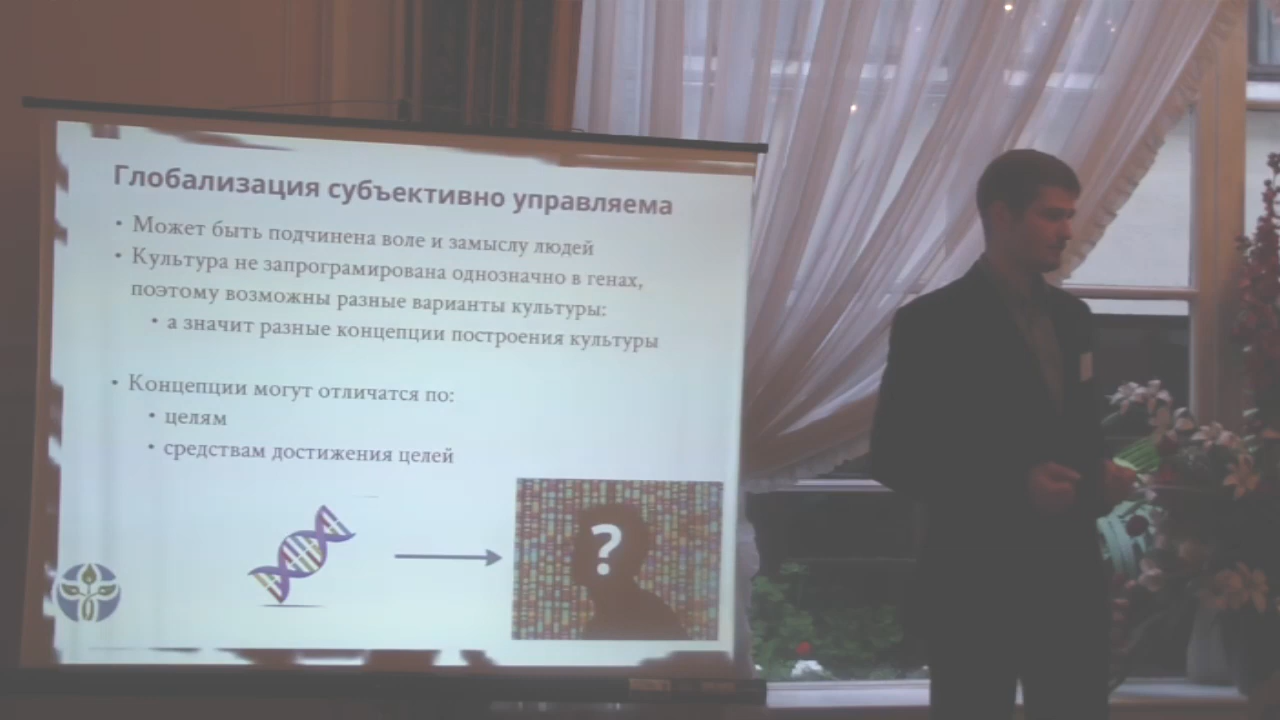 Глобализация субъективно управляема
• Может быть подчинена воле и замыслу людей
• Культура не запрограмирована однозначно в генах,
поэтому возможны разные варианты культуры:
• а значит разные концепции построения культуры
• Концепции могут отличатся по:
• целям
• средствам достижения целей
?